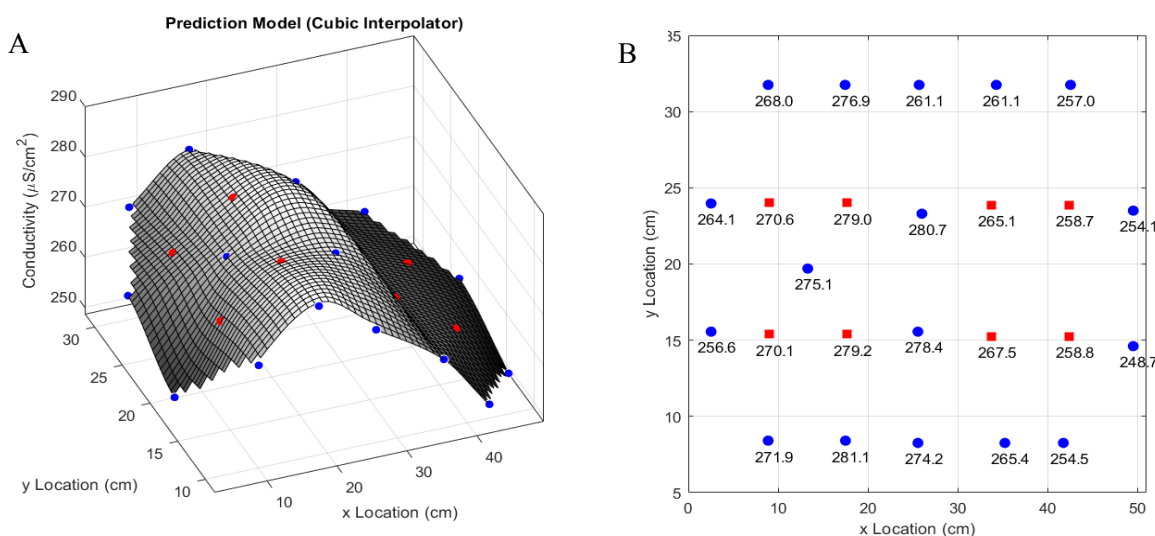 A
Prediction Model (Cubic Interpolator)
290
280
270
260
250
Conductivity (μS/cm²)
30
25
20
15
10
y Location (cm)
10
20
30
40
x Location (cm)
B
35
30
25
20
15
10
5
y Location (cm)
268.0 276.9 261.1 261.1 257.0
264.1 270.6 279.0 280.7 265.1 258.7 254.1
275.1
256.6 270.1 279.2 278.4 267.5 258.8 248.7
271.9 281.1 274.2 265.4 254.5
0 10 20 30 40 50
x Location (cm)